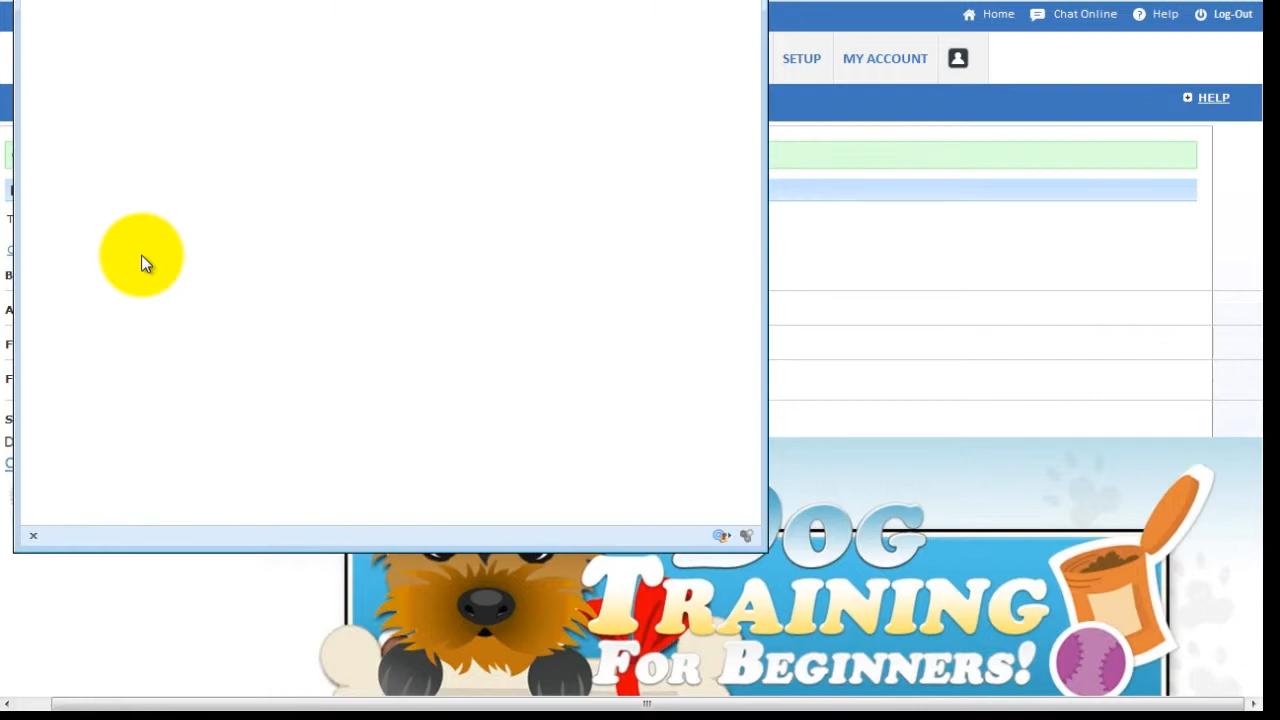 Home Chat Online Help Log-Out
SETUP MY ACCOUNT
HELP
DOG
TRAINING
FOR BEGINNERS!